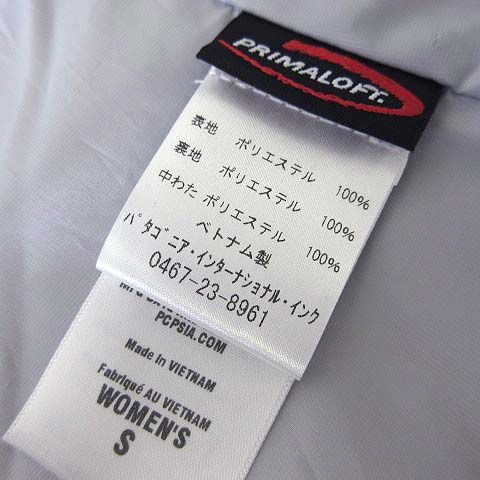 PRIMALOFT®
表地 ポリエステル 100%
裏地 ポリエステル 100%
中わた ポリエステル 100%
ベトナム製
パタゴニア・インターナショナル・インク
0467-23-8961
PCPSIA.COM
Made in VIETNAM
Fabriqué AU VIETNAM
WOMEN'S
S